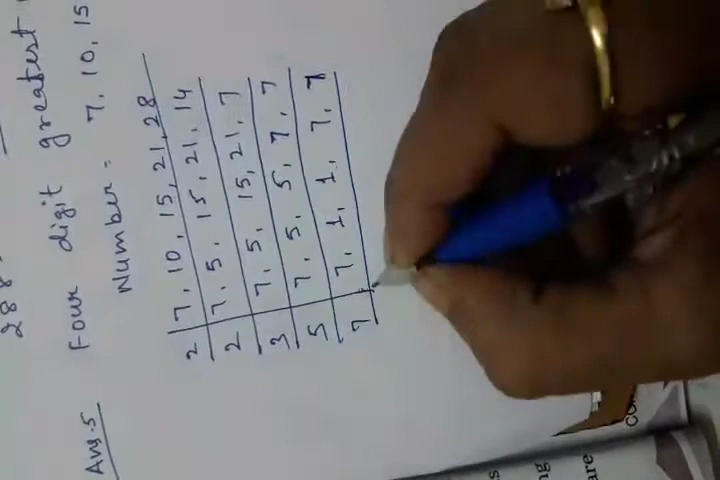 288
Ans.5 Four digit greatest
Number = 7, 10, 15
2 7, 10, 15, 21, 28
2 7, 5, 15, 21, 14
3 7, 5, 15, 21, 7
5 7, 5, 5, 7, 7
7 7, 1, 1, 7, 7
ng
are